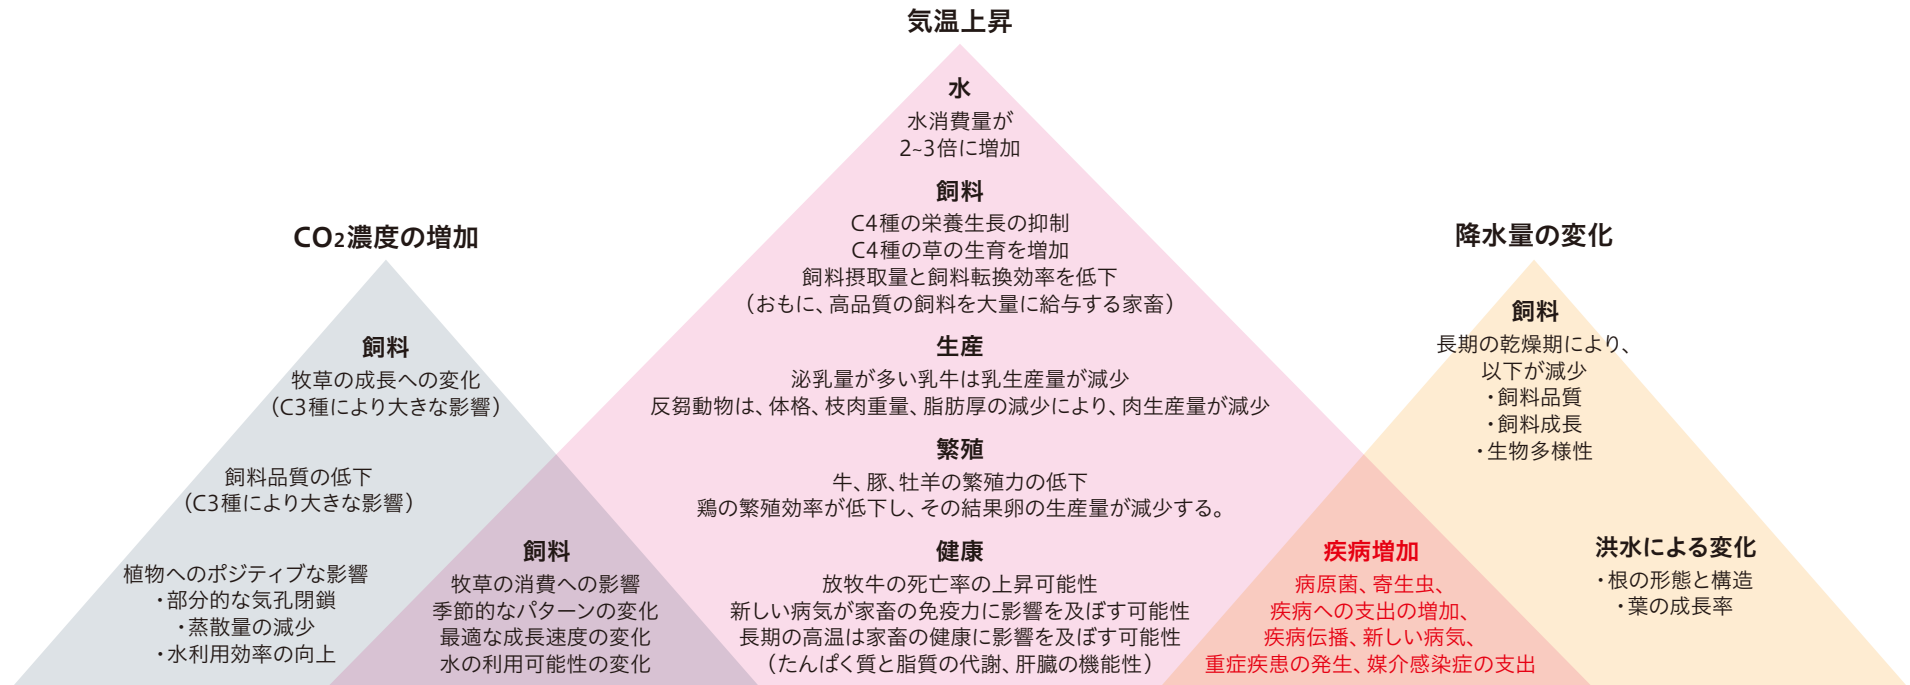 気温上昇
水
水消費量が
2~3倍に増加
飼料
C4種の栄養生長の抑制
C4種の草の生育を増加
飼料摂取量と飼料転換効率を低下
（おもに、高品質の飼料を大量に給与する家畜）
生産
泌乳量が多い乳牛は乳生産量が減少
反芻動物は、体格、枝肉重量、脂肪厚の減少により、肉生産量が減少
繁殖
牛、豚、牡羊の繁殖力の低下
鶏の繁殖効率が低下し、その結果卵の生産量が減少する。
健康
放牧牛の死亡率の上昇可能性
新しい病気が家畜の免疫力に影響を及ぼす可能性
長期の高温は家畜の健康に影響を及ぼす可能性
（たんぱく質と脂質の代謝、肝臓の機能性）
CO2濃度の増加
飼料
牧草の成長への変化
（C3種により大きな影響）
飼料品質の低下
（C3種により大きな影響）
植物へのポジティブな影響
・部分的な気孔閉鎖
・蒸散量の減少
・水利用効率の向上
飼料
牧草の消費への影響
季節的なパターンの変化
最適な成長速度の変化
水の利用可能性の変化
降水量の変化
飼料
長期の乾燥期により、
以下が減少
・飼料品質
・飼料成長
・生物多様性
洪水による変化
・根の形態と構造
・葉の成長率
疾病増加
病原菌、寄生虫、
疾病への支出の増加、
疾病伝播、新しい病気、
重症疾患の発生、媒介感染症の支出